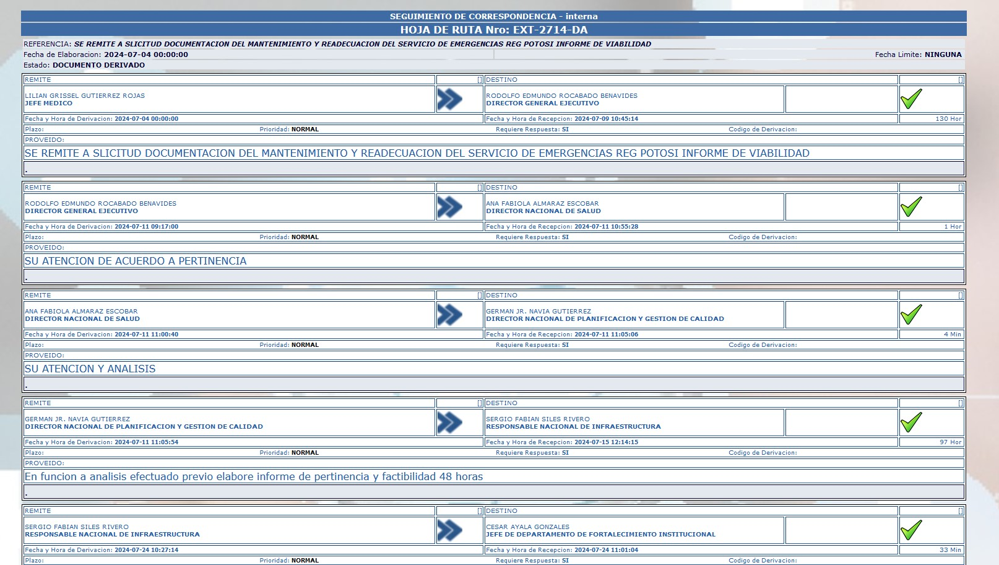 SEGUIMIENTO DE CORRESPONDENCIA - interna
HOJA DE RUTA Nro: EXT-2714-DA
REFERENCIA: SE REMITE A SLICITUD DOCUMENTACION DEL MANTENIMIENTO Y READECUACION DEL SERVICIO DE EMERGENCIAS REG POTOSI INFORME DE VIABILIDAD
Fecha de Elaboracion: 2024-07-04 00:00:00 Fecha Limite: NINGUNA
Estado: DOCUMENTO DERIVADO
REMITE [] DESTINO []
LILIAN GRISSEL GUTIERREZ ROJAS RODOLFO EDMUNDO ROCABADO BENAVIDES
JEFE MEDICO DIRECTOR GENERAL EJECUTIVO
Fecha y Hora de Derivacion: 2024-07-04 00:00:00 Fecha y Hora de Recepcion: 2024-07-09 10:45:14 130 Hor
Plazo: Prioridad: NORMAL Requiere Respuesta: SI Codigo de Derivacion:
PROVEIDO:
SE REMITE A SLICITUD DOCUMENTACION DEL MANTENIMIENTO Y READECUACION DEL SERVICIO DE EMERGENCIAS REG POTOSI INFORME DE VIABILIDAD
.
REMITE [] DESTINO []
RODOLFO EDMUNDO ROCABADO BENAVIDES ANA FABIOLA ALMARAZ ESCOBAR
DIRECTOR GENERAL EJECUTIVO DIRECTOR NACIONAL DE SALUD
Fecha y Hora de Derivacion: 2024-07-11 09:17:00 Fecha y Hora de Recepcion: 2024-07-11 10:55:28 1 Hor
Plazo: Prioridad: NORMAL Requiere Respuesta: SI Codigo de Derivacion:
PROVEIDO:
SU ATENCION DE ACUERDO A PERTINENCIA
.
REMITE [] DESTINO []
ANA FABIOLA ALMARAZ ESCOBAR GERMAN JR. NAVIA GUTIERREZ
DIRECTOR NACIONAL DE SALUD DIRECTOR NACIONAL DE PLANIFICACION Y GESTION DE CALIDAD
Fecha y Hora de Derivacion: 2024-07-11 11:00:40 Fecha y Hora de Recepcion: 2024-07-11 11:05:06 4 Min
Plazo: Prioridad: NORMAL Requiere Respuesta: SI Codigo de Derivacion:
PROVEIDO:
SU ATENCION Y ANALISIS
.
REMITE [] DESTINO []
GERMAN JR. NAVIA GUTIERREZ SERGIO FABIAN SILES RIVERO
DIRECTOR NACIONAL DE PLANIFICACION Y GESTION DE CALIDAD RESPONSABLE NACIONAL DE INFRAESTRUCTURA
Fecha y Hora de Derivacion: 2024-07-11 11:05:54 Fecha y Hora de Recepcion: 2024-07-15 12:14:15 97 Hor
Plazo: Prioridad: NORMAL Requiere Respuesta: SI Codigo de Derivacion:
PROVEIDO:
En funcion a analisis efectuado previo elabore informe de pertinencia y factibilidad 48 horas
.
REMITE [] DESTINO []
SERGIO FABIAN SILES RIVERO CESAR AYALA GONZALES
RESPONSABLE NACIONAL DE INFRAESTRUCTURA JEFE DE DEPARTAMENTO DE FORTALECIMIENTO INSTITUCIONAL
Fecha y Hora de Derivacion: 2024-07-24 10:27:14 Fecha y Hora de Recepcion: 2024-07-24 11:01:04 33 Min
Plazo: Prioridad: NORMAL Requiere Respuesta: SI Codigo de Derivacion: